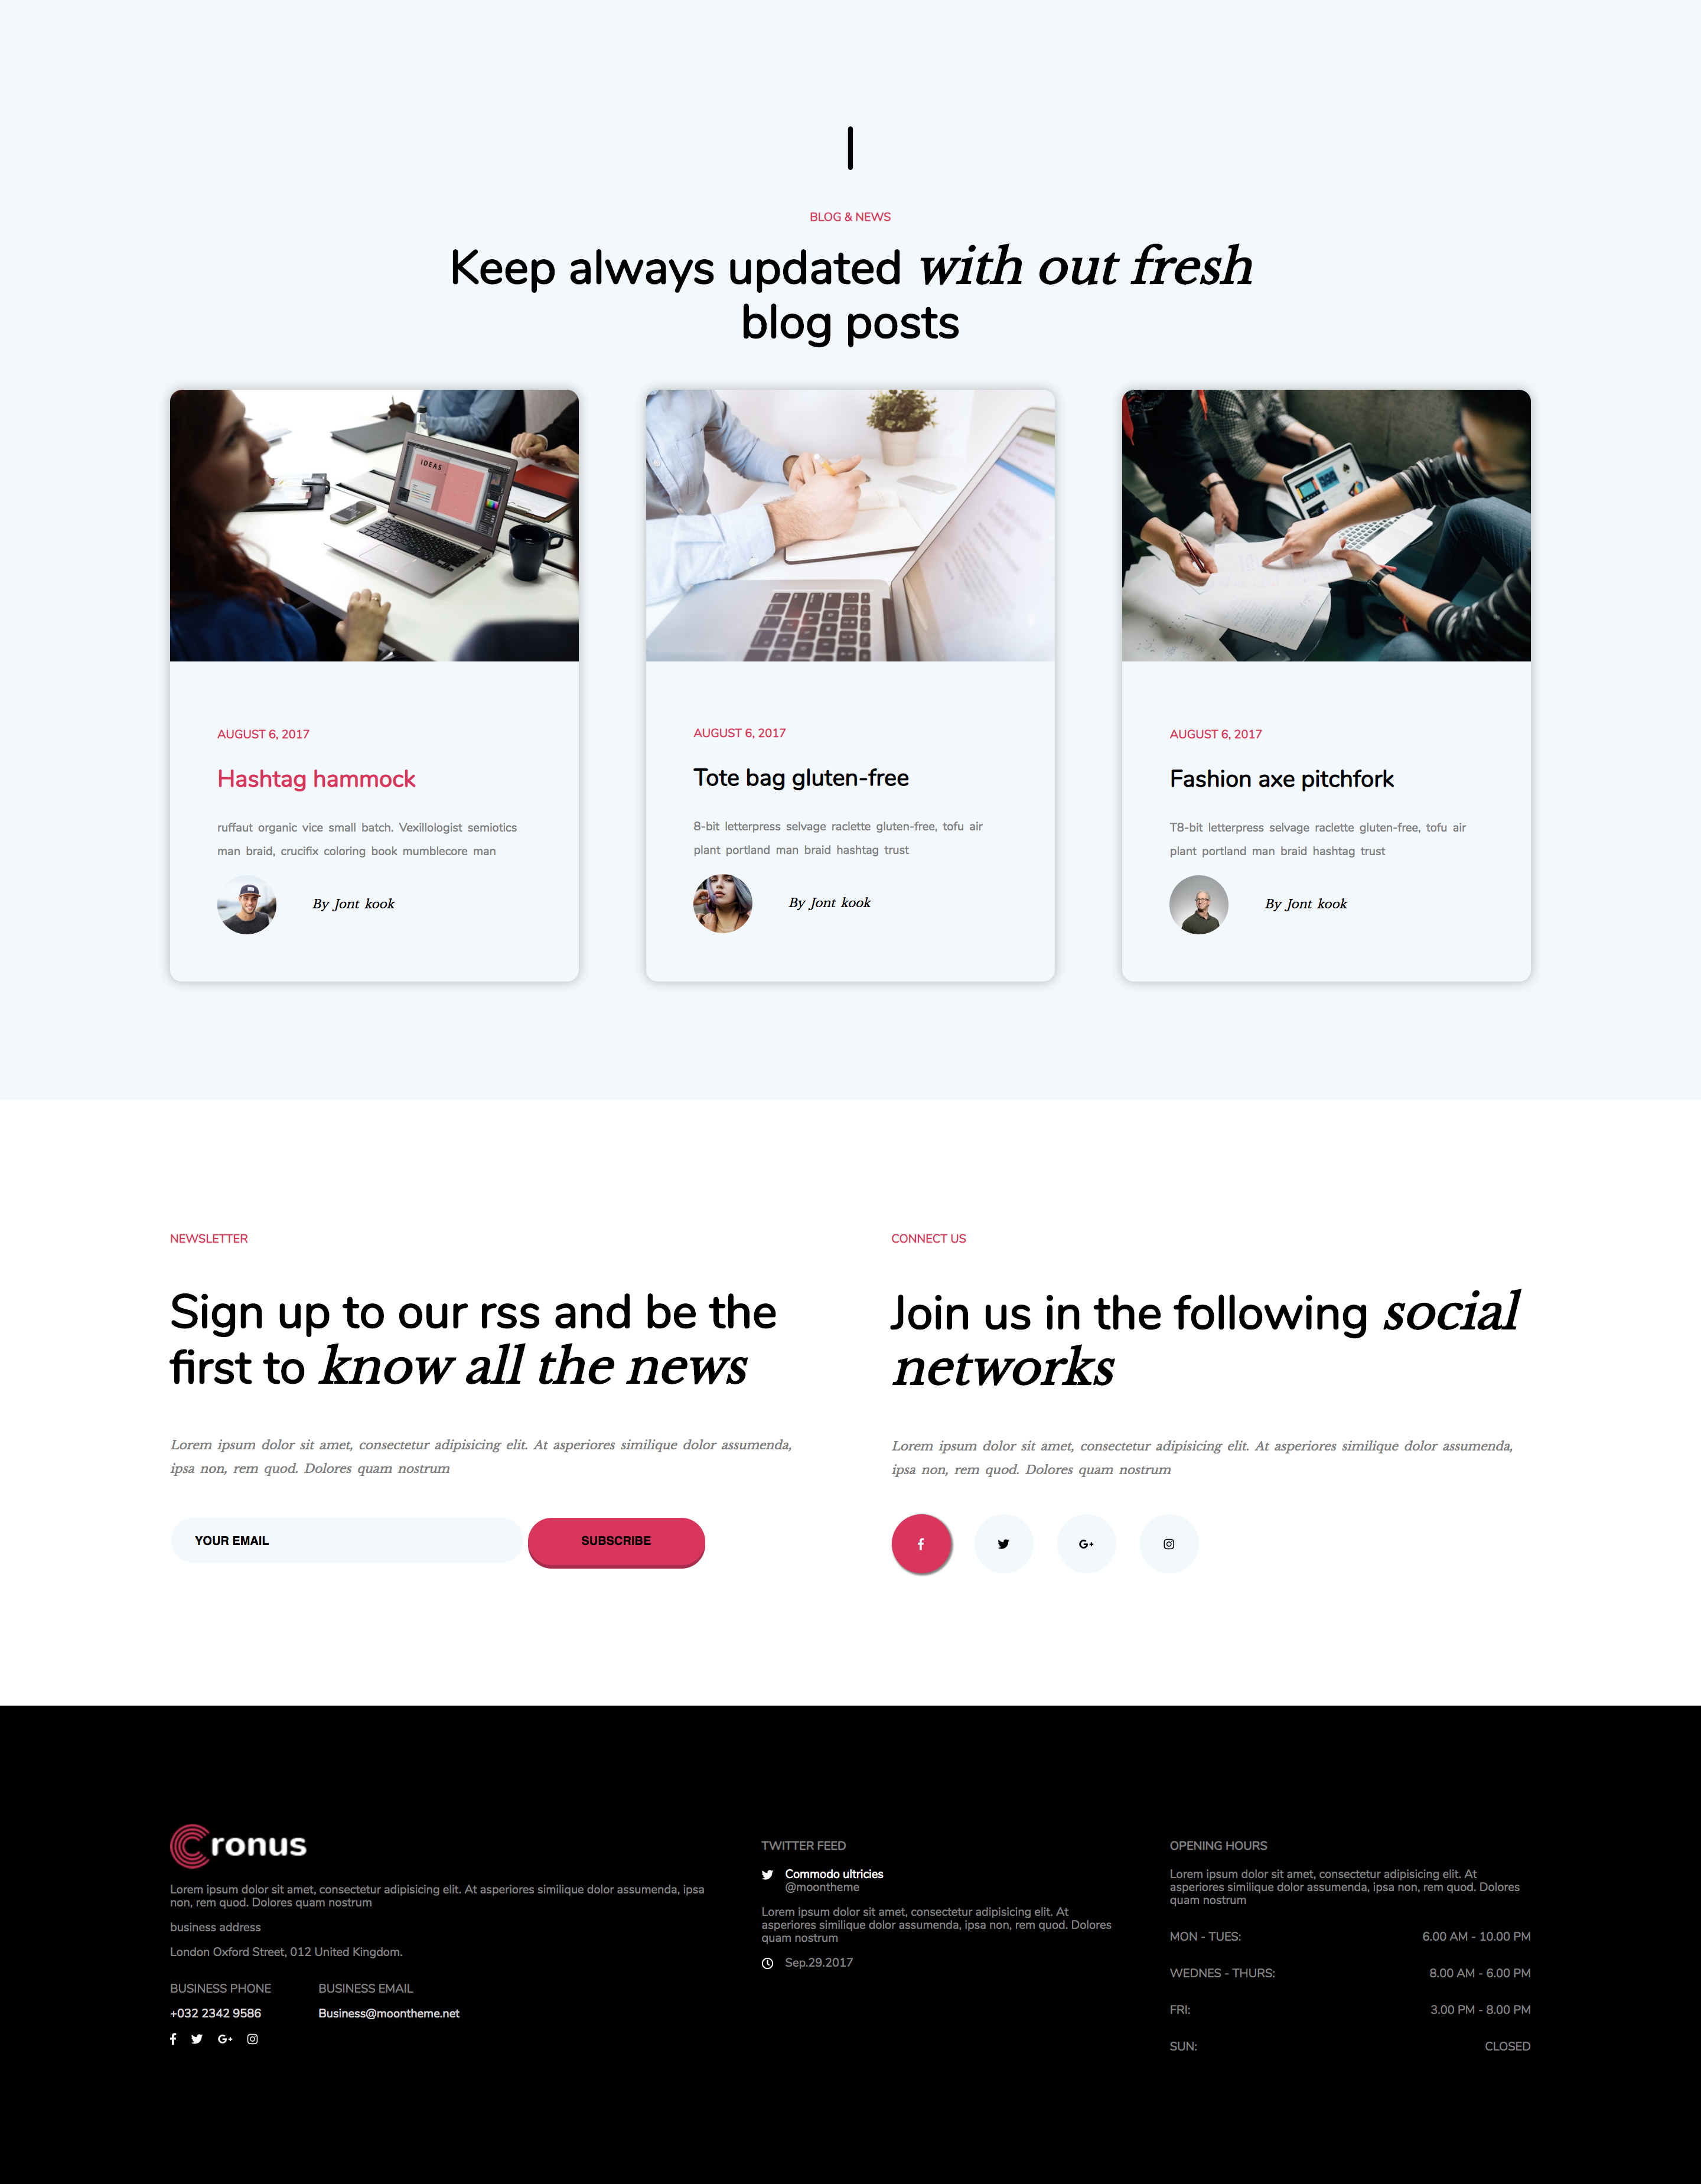 BLOG & NEWS
Keep always updated with out fresh
blog posts
IDEAS
AUGUST 6, 2017
Hashtag hammock
ruffaut organic vice small batch. Vexillologist semiotics
man braid, crucifix coloring book mumblecore man
By Jont kook
AUGUST 6, 2017
Tote bag gluten-free
8-bit letterpress selvage raclette gluten-free, tofu air
plant portland man braid hashtag trust
By Jont kook
AUGUST 6, 2017
Fashion axe pitchfork
T8-bit letterpress selvage raclette gluten-free, tofu air
plant portland man braid hashtag trust
By Jont kook
NEWSLETTER
Sign up to our rss and be the
first to know all the news
Lorem ipsum dolor sit amet, consectetur adipisicing elit. At asperiores similique dolor assumenda,
ipsa non, rem quod. Dolores quam nostrum
YOUR EMAIL
SUBSCRIBE
CONNECT US
Join us in the following social
networks
Lorem ipsum dolor sit amet, consectetur adipisicing elit. At asperiores similique dolor assumenda,
ipsa non, rem quod. Dolores quam nostrum
Cronus
Lorem ipsum dolor sit amet, consectetur adipisicing elit. At asperiores similique dolor assumenda, ipsa
non, rem quod. Dolores quam nostrum
business address
London Oxford Street, 012 United Kingdom.
BUSINESS PHONE
+032 2342 9586
BUSINESS EMAIL
Business@moontheme.net
TWITTER FEED
Commodo ultricies
@moontheme
Lorem ipsum dolor sit amet, consectetur adipisicing elit. At
asperiores similique dolor assumenda, ipsa non, rem quod. Dolores
quam nostrum
Sep.29.2017
OPENING HOURS
Lorem ipsum dolor sit amet, consectetur adipisicing elit. At
asperiores similique dolor assumenda, ipsa non, rem quod. Dolores
quam nostrum
MON - TUES: 6.00 AM - 10.00 PM
WEDNES - THURS: 8.00 AM - 6.00 PM
FRI: 3.00 PM - 8.00 PM
SUN: CLOSED